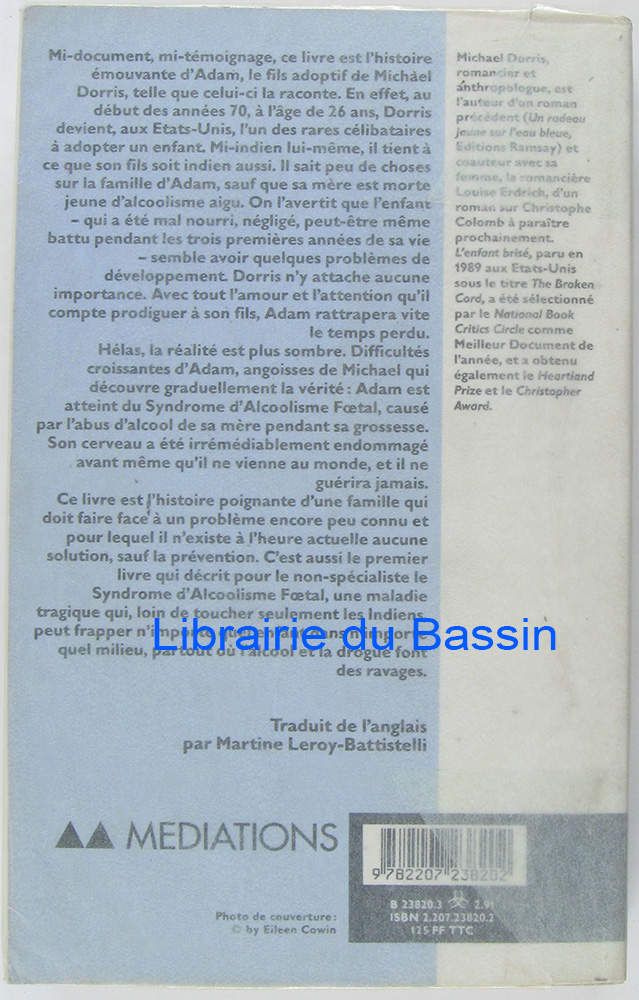 Mi-document, mi-témoignage, ce livre est l'histoire
émouvante d'Adam, le fils adoptif de Michael
Dorris, telle que celui-ci la raconte. En effet, au
début des années 70, à l'âge de 26 ans, Dorris
devient, aux Etats-Unis, l'un des rares célibataires
à adopter un enfant. Mi-indien lui-même, il tient à
ce que son fils soit indien aussi. Il sait peu de choses
sur la famille d'Adam, sauf que sa mère est morte
jeune d'alcoolisme aigu. On l'avertit que l'enfant
– qui a été mal nourri, négligé, peut-être même
battu pendant les trois premières années de sa vie
– semble avoir quelques problèmes de
développement. Dorris n'y attache aucune
importance. Avec tout l'amour et l'attention qu'il
compte prodiguer à son fils, Adam rattrapera vite
le temps perdu.
Hélas, la réalité est plus sombre. Difficultés
croissantes d'Adam, angoisses de Michael qui
découvre graduellement la vérité : Adam est
atteint du Syndrome d'Alcoolisme Fœtal, causé
par l'abus d'alcool de sa mère pendant sa grossesse.
Son cerveau a été irrémédiablement endommagé
avant même qu'il ne vienne au monde, et il ne
guérira jamais.
Ce livre est l'histoire poignante d'une famille qui
doit faire face à un problème encore peu connu et
pour lequel il n'existe à l'heure actuelle aucune
solution, sauf la prévention. C'est aussi le premier
livre qui décrit pour le non-spécialiste le
Syndrome d'Alcoolisme Fœtal, une maladie
tragique qui, loin de toucher seulement les Indiens,
peut frapper n'importe quel enfant dans n'importe
quel milieu, partout où l'alcool et la drogue font
des ravages.
Librairie du Bassin
Traduit de l'anglais
par Martine Leroy-Battistelli
Michael Dorris,
romancier et
anthropologue, est
l'auteur d'un roman
précédent (Un radeau
jaune sur l'eau bleue,
Editions Ramsay) et
coauteur avec sa
femme, la romancière
Louise Erdrich, d'un
roman sur Christophe
Colomb à paraître
prochainement.
L'enfant brisé, paru en
1989 aux Etats-Unis
sous le titre The Broken
Cord, a été sélectionné
par le National Book
Critics Circle comme
Meilleur Document de
l'année, et a obtenu
également le Heartland
Prize et le Christopher
Award.
MEDIATIONS
Photo de couverture :
© by Eileen Cowin
9 782207 238202
B 23820.3 2.91
ISBN 2.207.23820.2
125 FF TTC